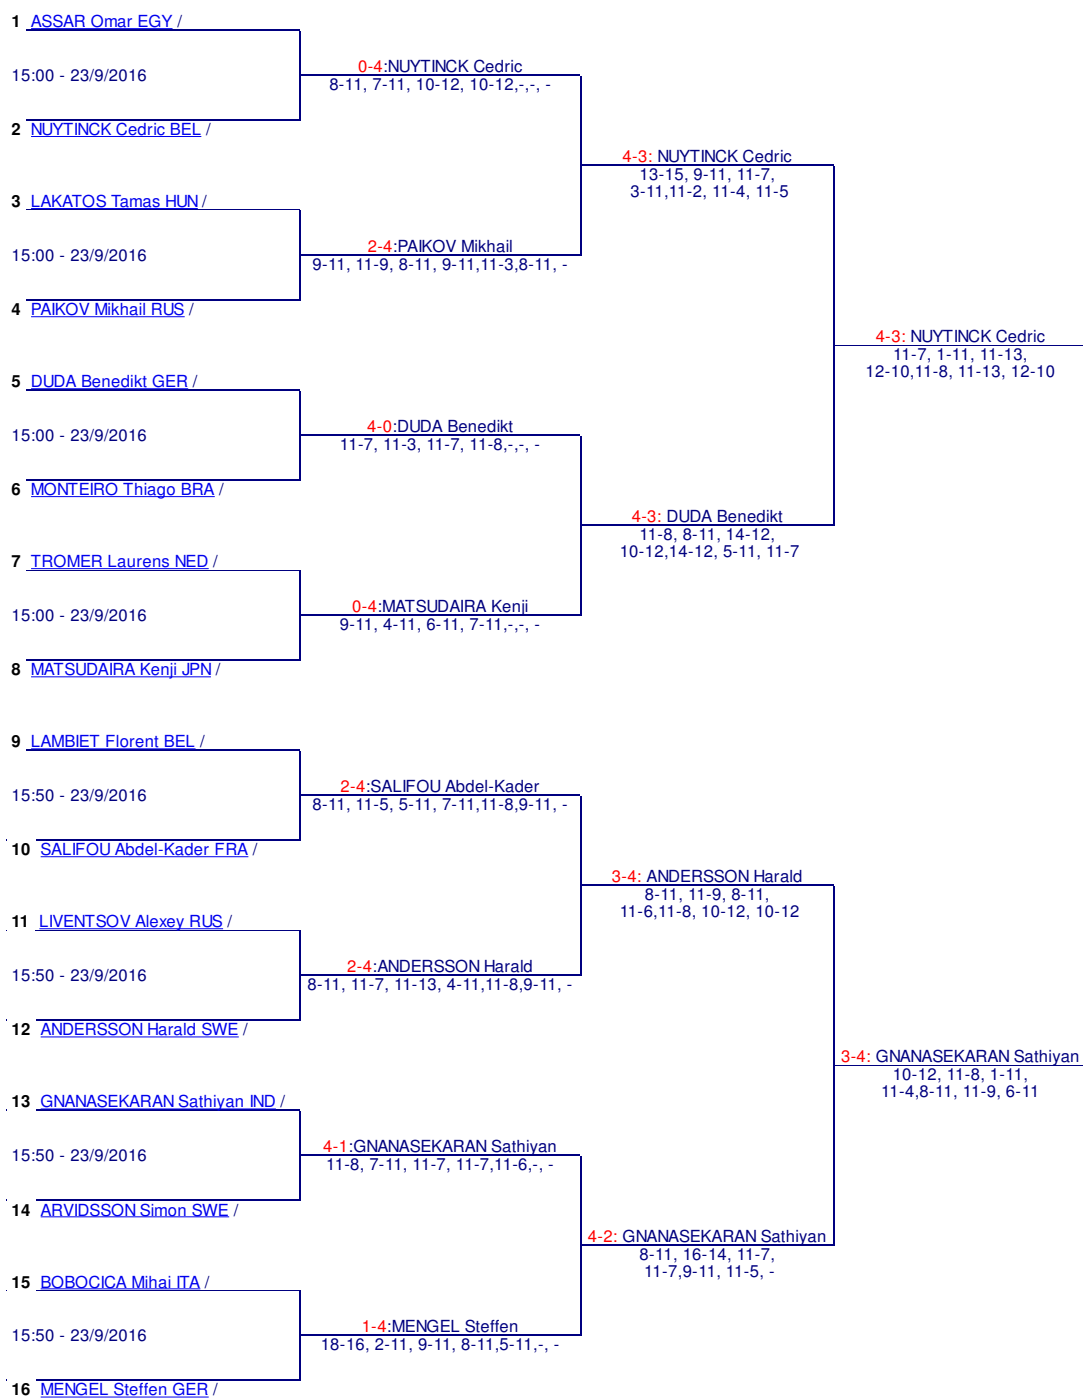 1 ASSAR Omar EGY /
15:00 - 23/9/2016
0-4:NUYTINCK Cedric
8-11, 7-11, 10-12, 10-12,-,-, -
2 NUYTINCK Cedric BEL /
4-3: NUYTINCK Cedric
13-15, 9-11, 11-7,
3-11,11-2, 11-4, 11-5
3 LAKATOS Tamas HUN /
15:00 - 23/9/2016
2-4:PAIKOV Mikhail
9-11, 11-9, 8-11, 9-11,11-3,8-11, -
4 PAIKOV Mikhail RUS /
4-3: NUYTINCK Cedric
11-7, 1-11, 11-13,
12-10,11-8, 11-13, 12-10
5 DUDA Benedikt GER /
15:00 - 23/9/2016
4-0:DUDA Benedikt
11-7, 11-3, 11-7, 11-8,-,-, -
6 MONTEIRO Thiago BRA /
4-3: DUDA Benedikt
11-8, 8-11, 14-12,
10-12,14-12, 5-11, 11-7
7 TROMER Laurens NED /
15:00 - 23/9/2016
0-4:MATSUDAIRA Kenji
9-11, 4-11, 6-11, 7-11,-,-, -
8 MATSUDAIRA Kenji JPN /
9 LAMBIET Florent BEL /
15:50 - 23/9/2016
2-4:SALIFOU Abdel-Kader
8-11, 11-5, 5-11, 7-11,11-8,9-11, -
10 SALIFOU Abdel-Kader FRA /
3-4: ANDERSSON Harald
8-11, 11-9, 8-11,
11-6,11-8, 10-12, 10-12
11 LIVENTSOV Alexey RUS /
15:50 - 23/9/2016
2-4:ANDERSSON Harald
8-11, 11-7, 11-13, 4-11,11-8,9-11, -
12 ANDERSSON Harald SWE /
3-4: GNANASEKARAN Sathiyan
10-12, 11-8, 1-11,
11-4,8-11, 11-9, 6-11
13 GNANASEKARAN Sathiyan IND /
15:50 - 23/9/2016
4-1:GNANASEKARAN Sathiyan
11-8, 7-11, 11-7, 11-7,11-6,-, -
14 ARVIDSSON Simon SWE /
4-2: GNANASEKARAN Sathiyan
8-11, 16-14, 11-7,
11-7,9-11, 11-5, -
15 BOBOCICA Mihai ITA /
15:50 - 23/9/2016
1-4:MENGEL Steffen
18-16, 2-11, 9-11, 8-11,5-11,-, -
16 MENGEL Steffen GER /